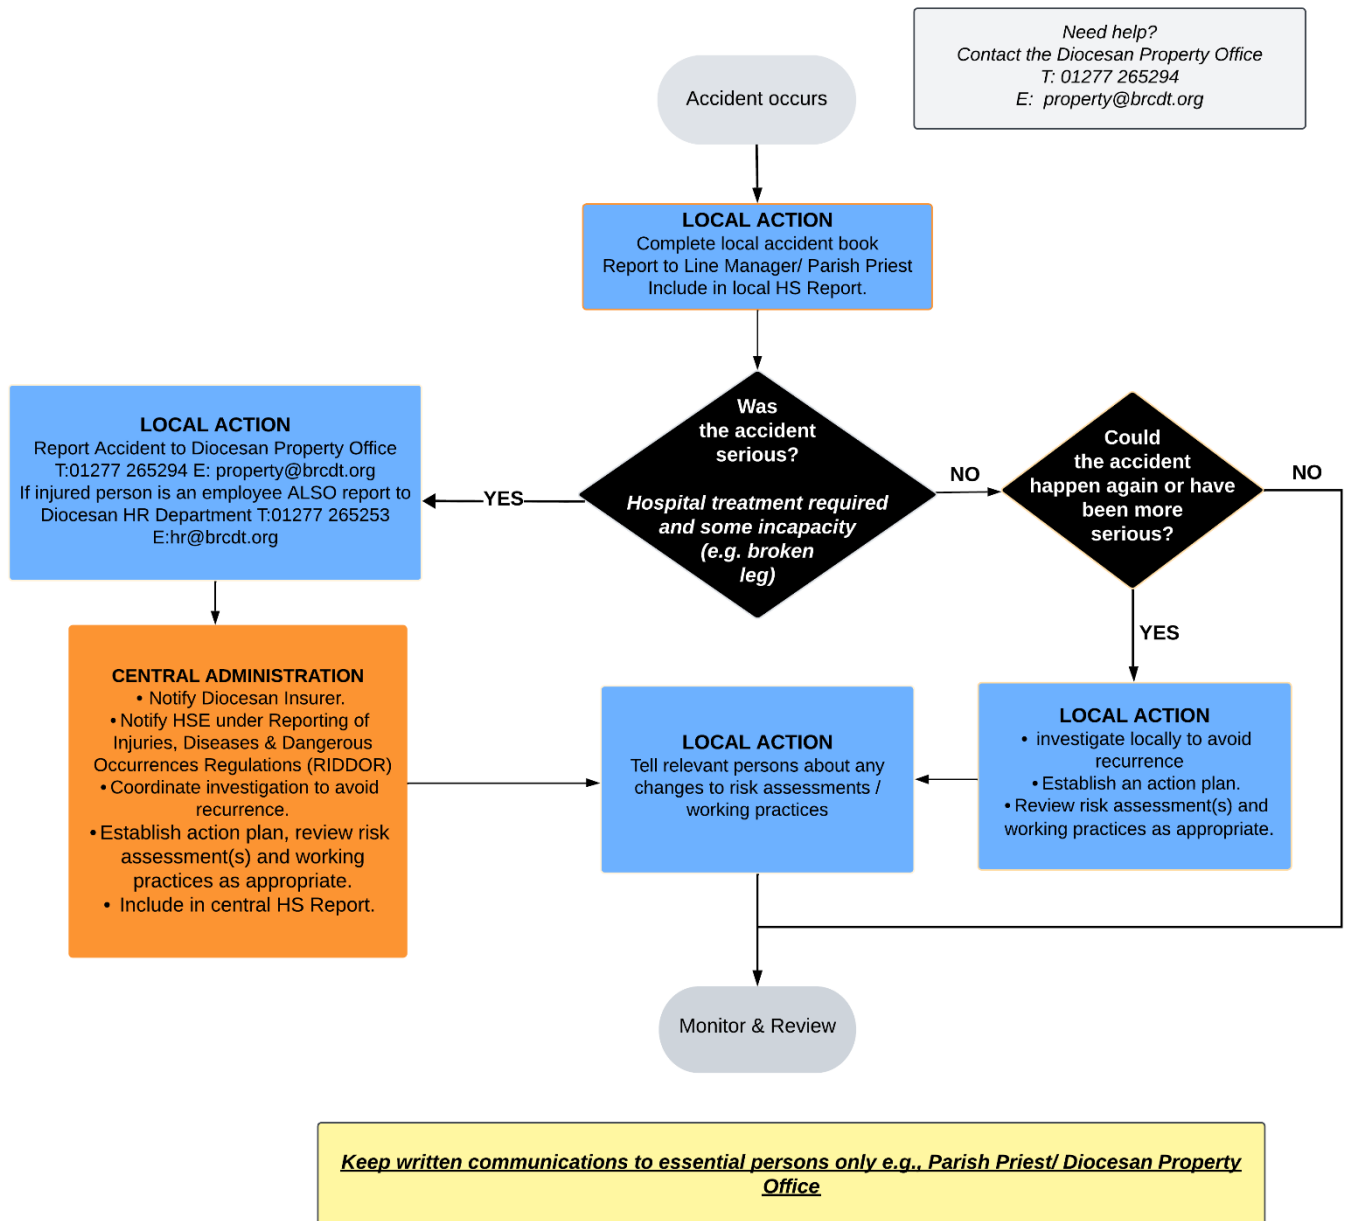 Need help?
Contact the Diocesan Property Office
T: 01277 265294
E: property@brcdt.org
Accident occurs
LOCAL ACTION
Complete local accident book
Report to Line Manager/ Parish Priest
Include in local HS Report.
Was
the accident
serious?
Hospital treatment required
and some incapacity
(e.g. broken
leg)
YES
NO
LOCAL ACTION
Report Accident to Diocesan Property Office
T:01277 265294 E: property@brcdt.org
If injured person is an employee ALSO report to
Diocesan HR Department T:01277 265253
E:hr@brcdt.org
Could
the accident
happen again or have
been more
serious?
NO
YES
CENTRAL ADMINISTRATION
• Notify Diocesan Insurer.
• Notify HSE under Reporting of
Injuries, Diseases & Dangerous
Occurrences Regulations (RIDDOR)
• Coordinate investigation to avoid
recurrence.
• Establish action plan, review risk
assessment(s) and working
practices as appropriate.
• Include in central HS Report.
LOCAL ACTION
• investigate locally to avoid
recurrence
• Establish an action plan.
• Review risk assessment(s) and
working practices as appropriate.
LOCAL ACTION
Tell relevant persons about any
changes to risk assessments /
working practices
Monitor & Review
Keep written communications to essential persons only e.g., Parish Priest/ Diocesan Property
Office